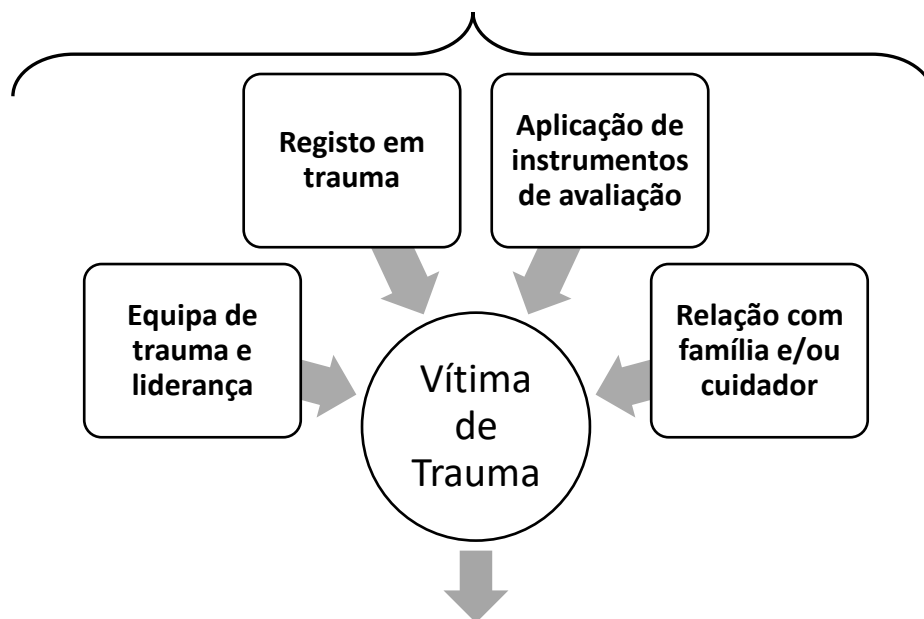 Registo em
trauma
Aplicação de
instrumentos
de avaliação
Equipa de
trauma e
liderança
Relação com
família e/ou
cuidador
Vítima
de
Trauma